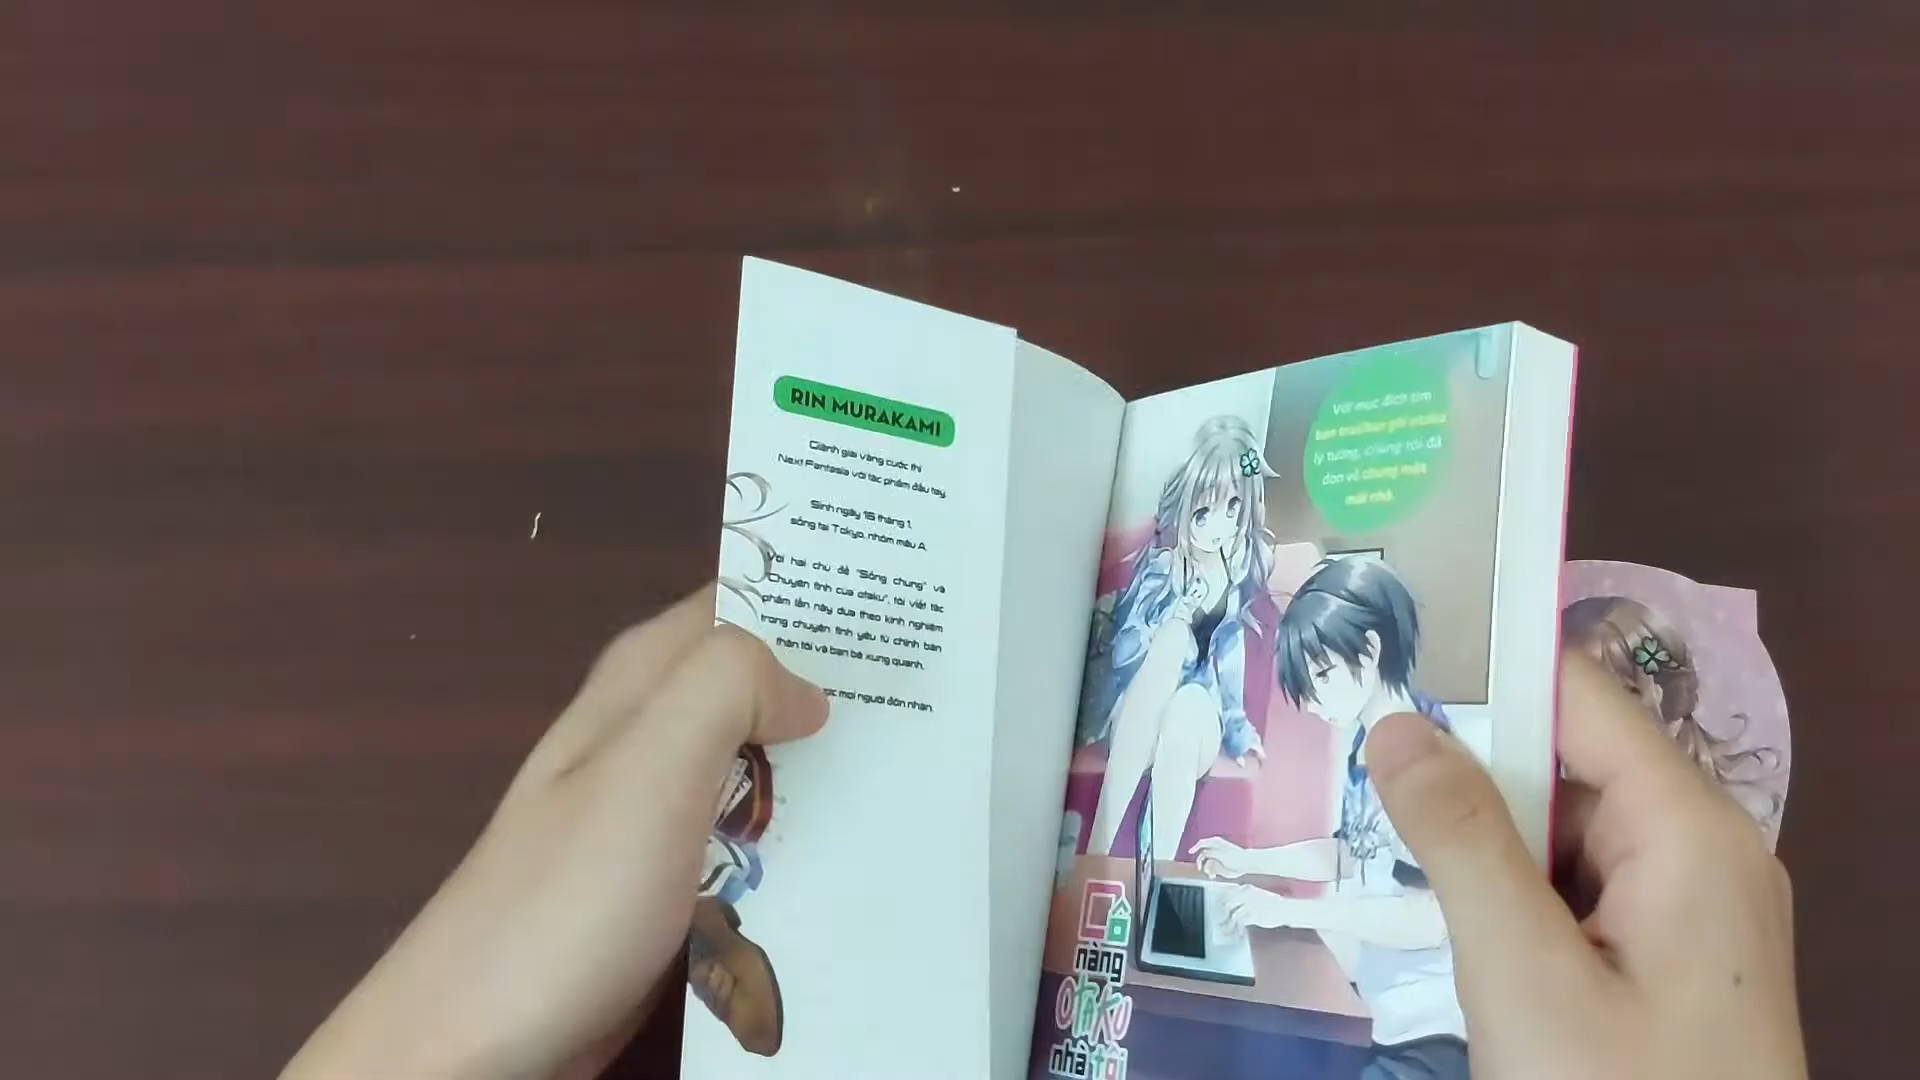 RIN MURAKAMI
Giành giải vàng cuộc thi
Next Fantasia với tác phẩm đầu tay.
Sinh ngày 16 tháng 1,
sống tại Tokyo, nhóm máu A.
Với hai chủ đề "Sống chung" và
"Chuyện tình của otaku", tôi viết tác
phẩm lần này dựa theo kinh nghiệm
trong chuyện tình yêu từ chính bản
thân tôi và bạn bè xung quanh.
mọi người đón nhận.
Với mục đích tìm
bạn trai/bạn gái otaku
lý tưởng, chúng tôi đã
dọn về chung một
mái nhà.
Cô
nàng
OTAKU
nhà tôi